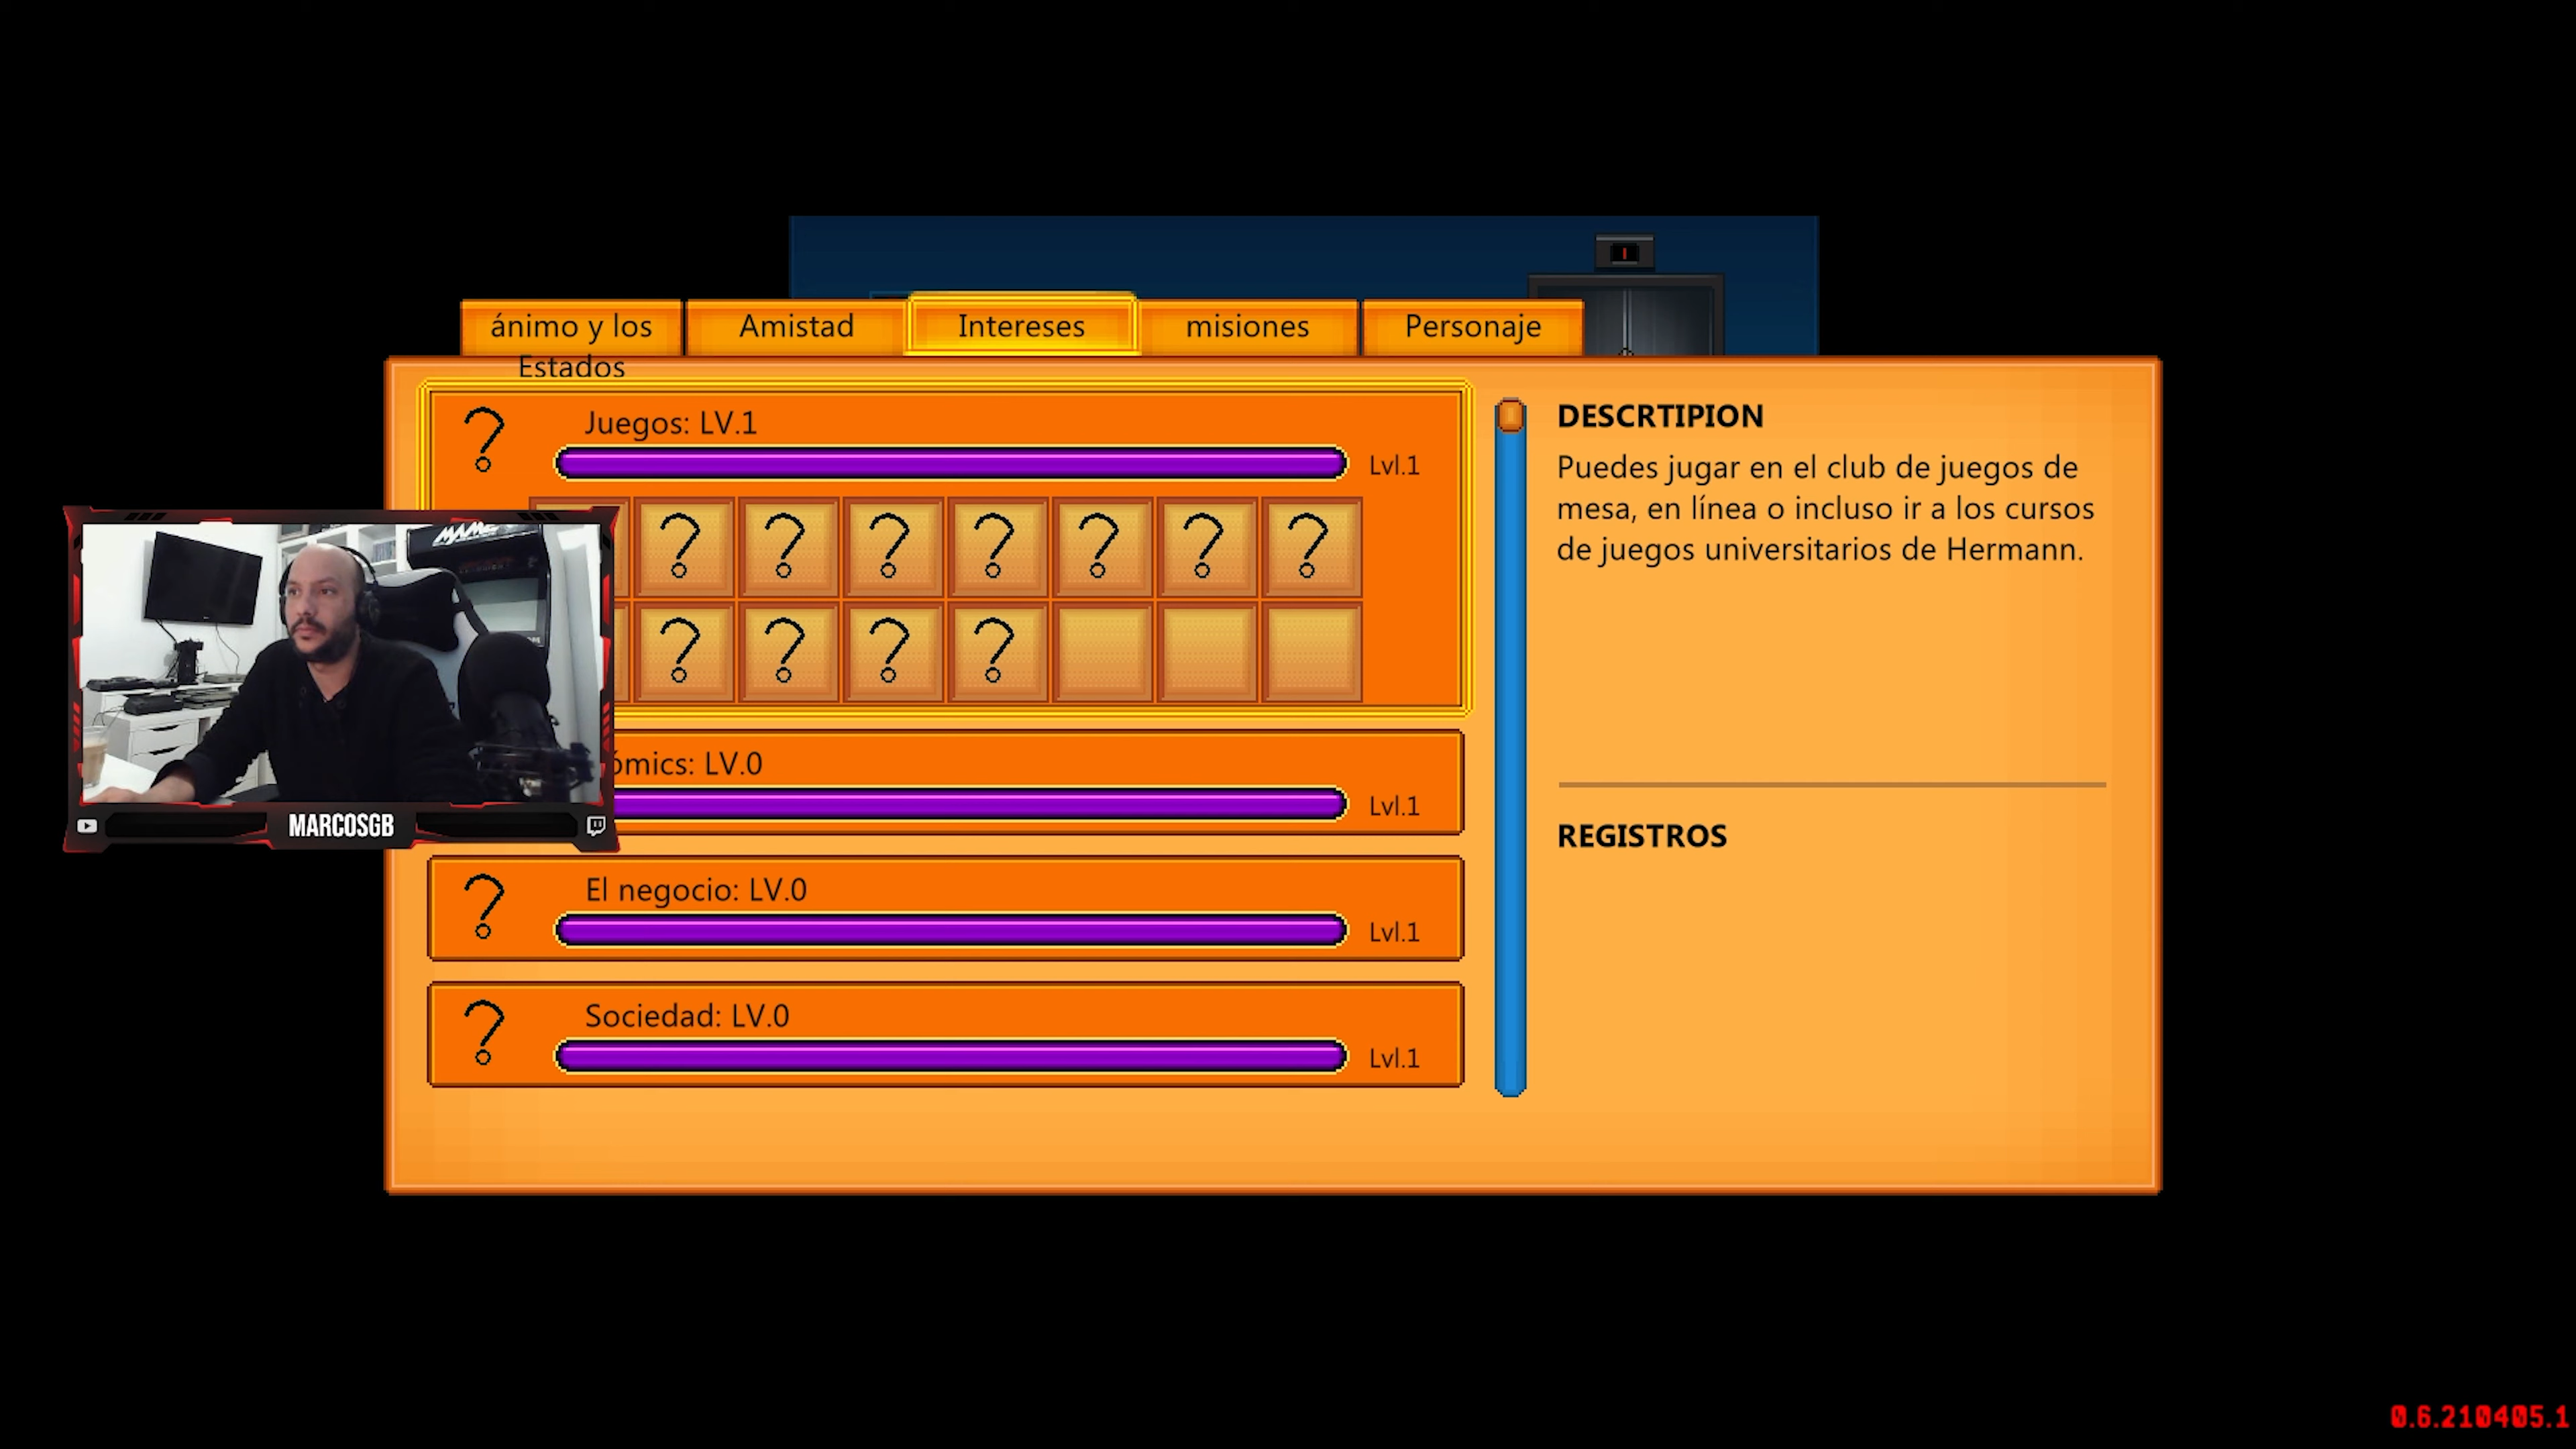 ánimo y los
Estados
Amistad
Intereses
misiones
Personaje
Juegos: LV.1
Lvl.1
? ? ? ? ? ? ? ?
? ? ? ?
ómics: LV.0
Lvl.1
?
El negocio: LV.0
Lvl.1
?
Sociedad: LV.0
Lvl.1
DESCRTIPION
Puedes jugar en el club de juegos de
mesa, en línea o incluso ir a los cursos
de juegos universitarios de Hermann.
REGISTROS
MAME
MARCOSGB
0.6.210405.1